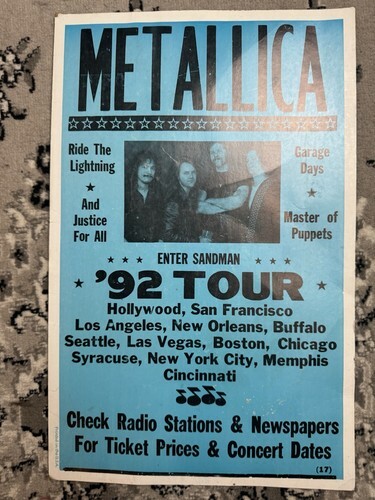 METALLICA
Ride The
Lightning
★
And
Justice
For All
Garage
Days
★
Master of
Puppets
★ ★ ★ ENTER SANDMAN ★ ★ ★
★ '92 TOUR ★
Hollywood, San Francisco
Los Angeles, New Orleans, Buffalo
Seattle, Las Vegas, Boston, Chicago
Syracuse, New York City, Memphis
Cincinnati
Check Radio Stations & Newspapers
For Ticket Prices & Concert Dates
(17)